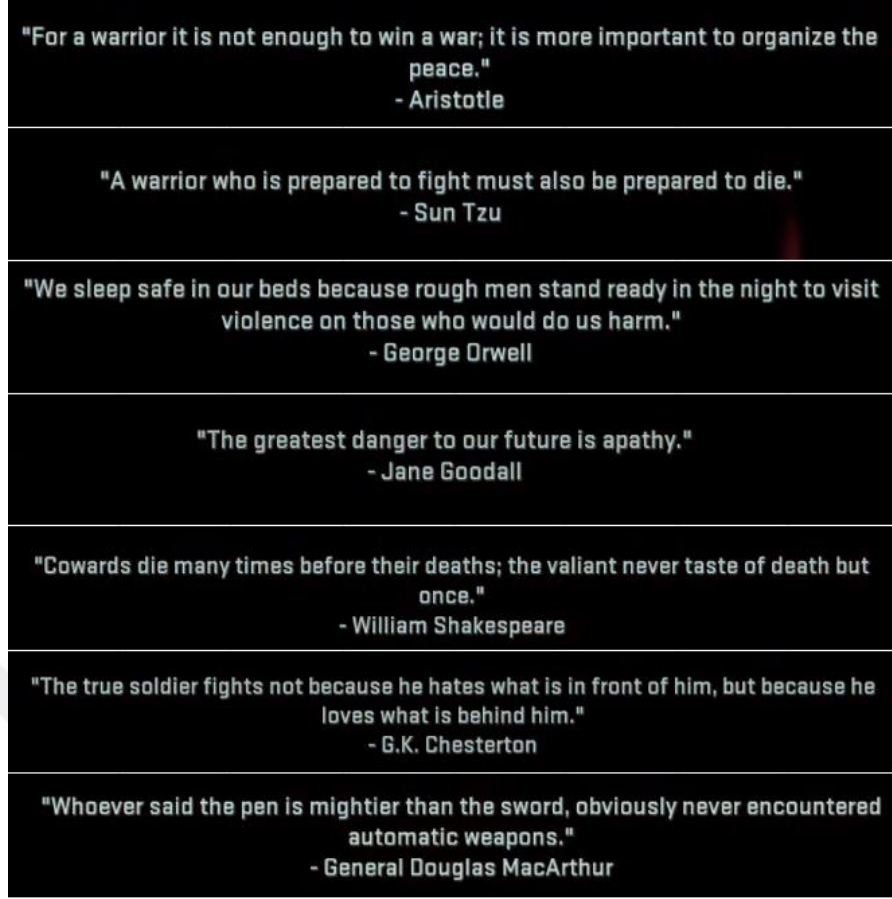 "For a warrior it is not enough to win a war; it is more important to organize the
peace."
- Aristotle
"A warrior who is prepared to fight must also be prepared to die."
- Sun Tzu
"We sleep safe in our beds because rough men stand ready in the night to visit
violence on those who would do us harm."
- George Orwell
"The greatest danger to our future is apathy."
- Jane Goodall
"Cowards die many times before their deaths; the valiant never taste of death but
once."
- William Shakespeare
"The true soldier fights not because he hates what is in front of him, but because he
loves what is behind him."
- G.K. Chesterton
"Whoever said the pen is mightier than the sword, obviously never encountered
automatic weapons."
- General Douglas MacArthur